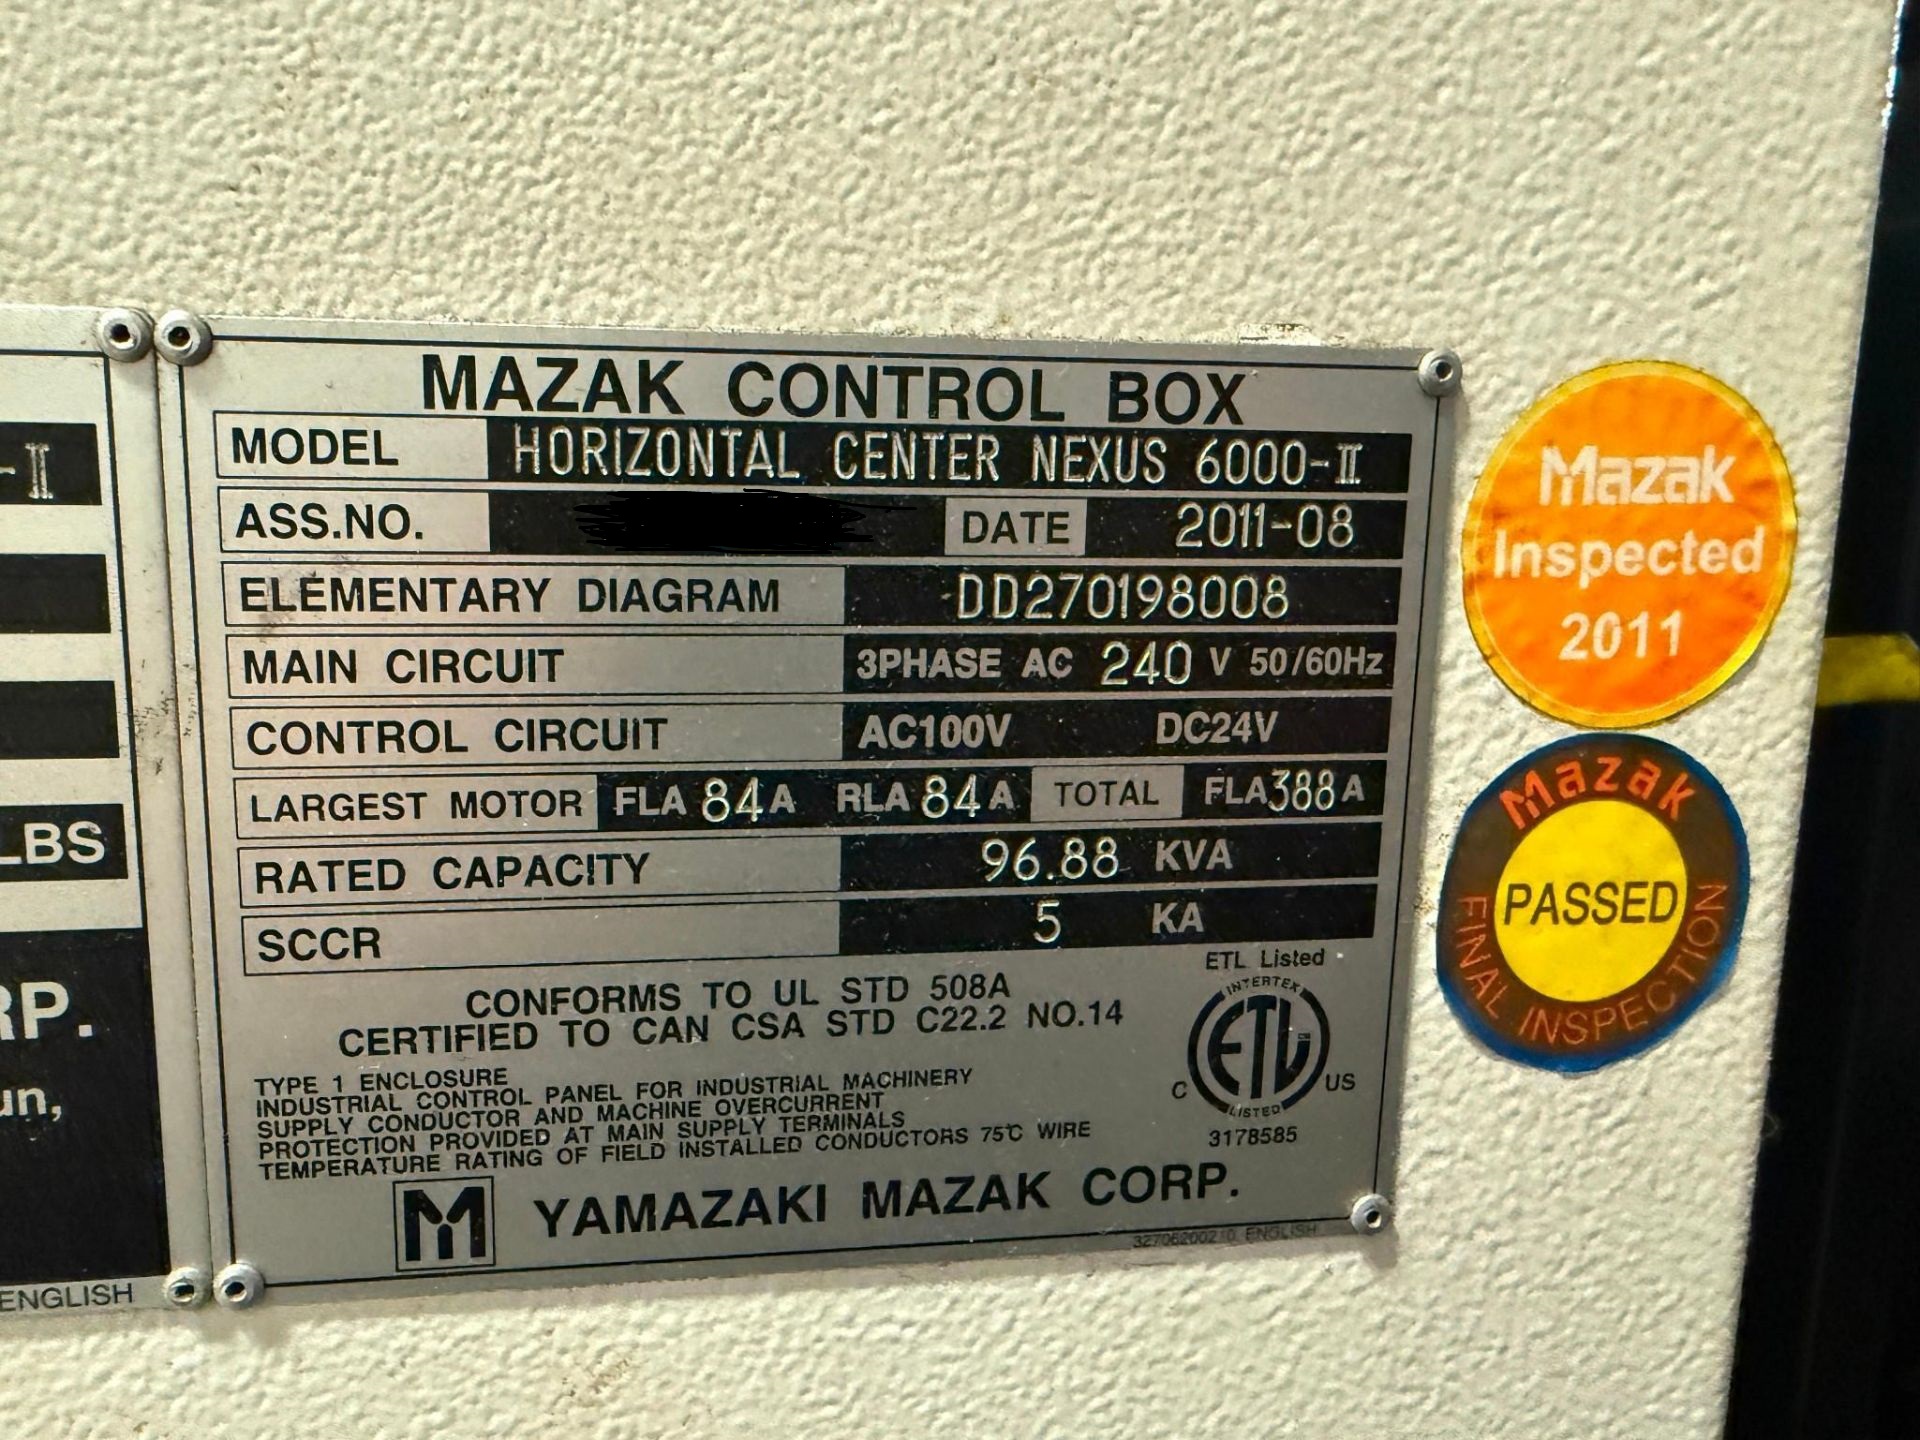 -II
LBS
RP.
un,
ENGLISH
MAZAK CONTROL BOX
MODEL HORIZONTAL CENTER NEXUS 6000-II
ASS.NO. DATE 2011-08
ELEMENTARY DIAGRAM DD270198008
MAIN CIRCUIT 3PHASE AC 240 V 50/60Hz
CONTROL CIRCUIT AC100V DC24V
LARGEST MOTOR FLA 84 A RLA 84 A TOTAL FLA 388 A
RATED CAPACITY 96.88 KVA
SCCR 5 KA
CONFORMS TO UL STD 508A
CERTIFIED TO CAN CSA STD C22.2 NO.14
TYPE 1 ENCLOSURE
INDUSTRIAL CONTROL PANEL FOR INDUSTRIAL MACHINERY
SUPPLY CONDUCTOR AND MACHINE OVERCURRENT
PROTECTION PROVIDED AT MAIN SUPPLY TERMINALS
TEMPERATURE RATING OF FIELD INSTALLED CONDUCTORS 75℃ WIRE
ETL Listed
INTERTEK
ETL
C US
LISTED
3178585
YAMAZAKI MAZAK CORP.
32706200210 ENGLISH
Mazak
Inspected
2011
Mazak
PASSED
FINAL INSPECTION